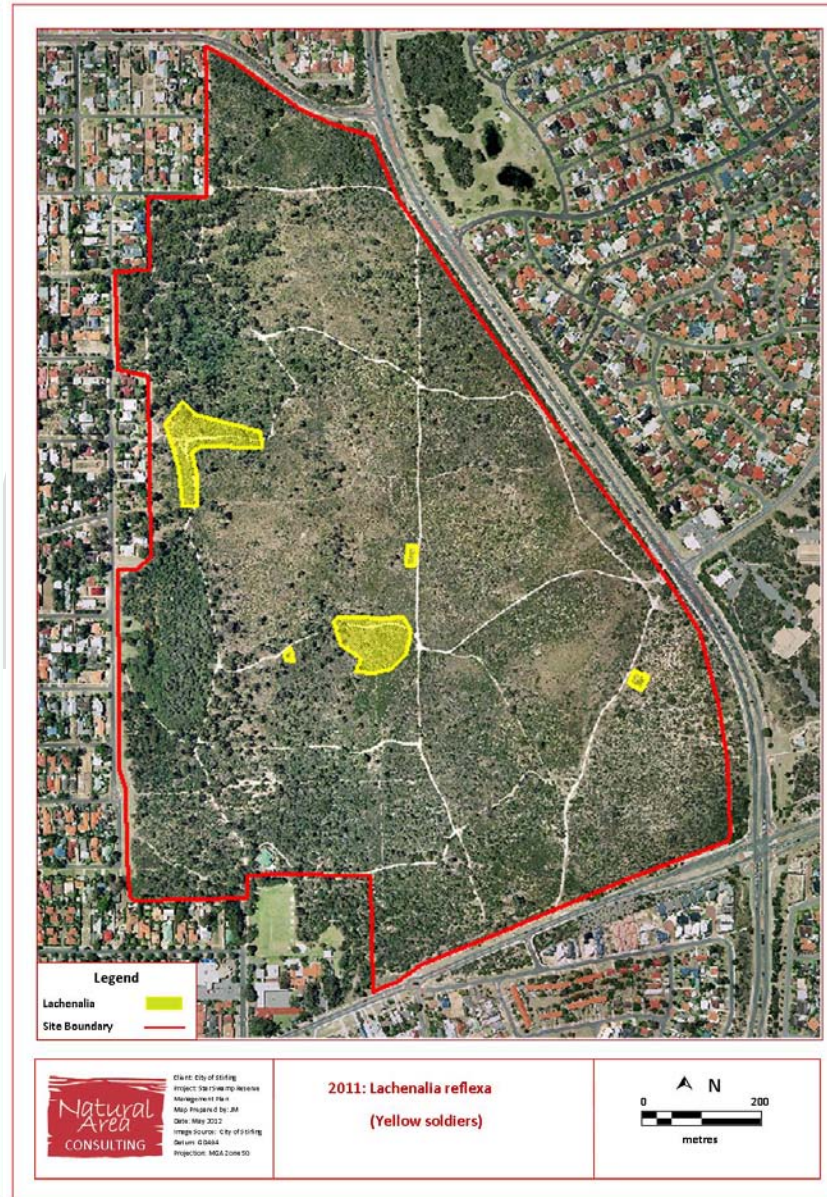 Legend
Lachenalia
Site Boundary
Natural
Area
CONSULTING
Client: City of Stirling
Project: Star Swamp Reserve
Management Plan
Map Prepared by: JM
Date: May 2012
Image Source: City of Stirling
Datum: GDA94
Projection: MGA Zone 50
2011: Lachenalia reflexa
(Yellow soldiers)
N
0 200
metres